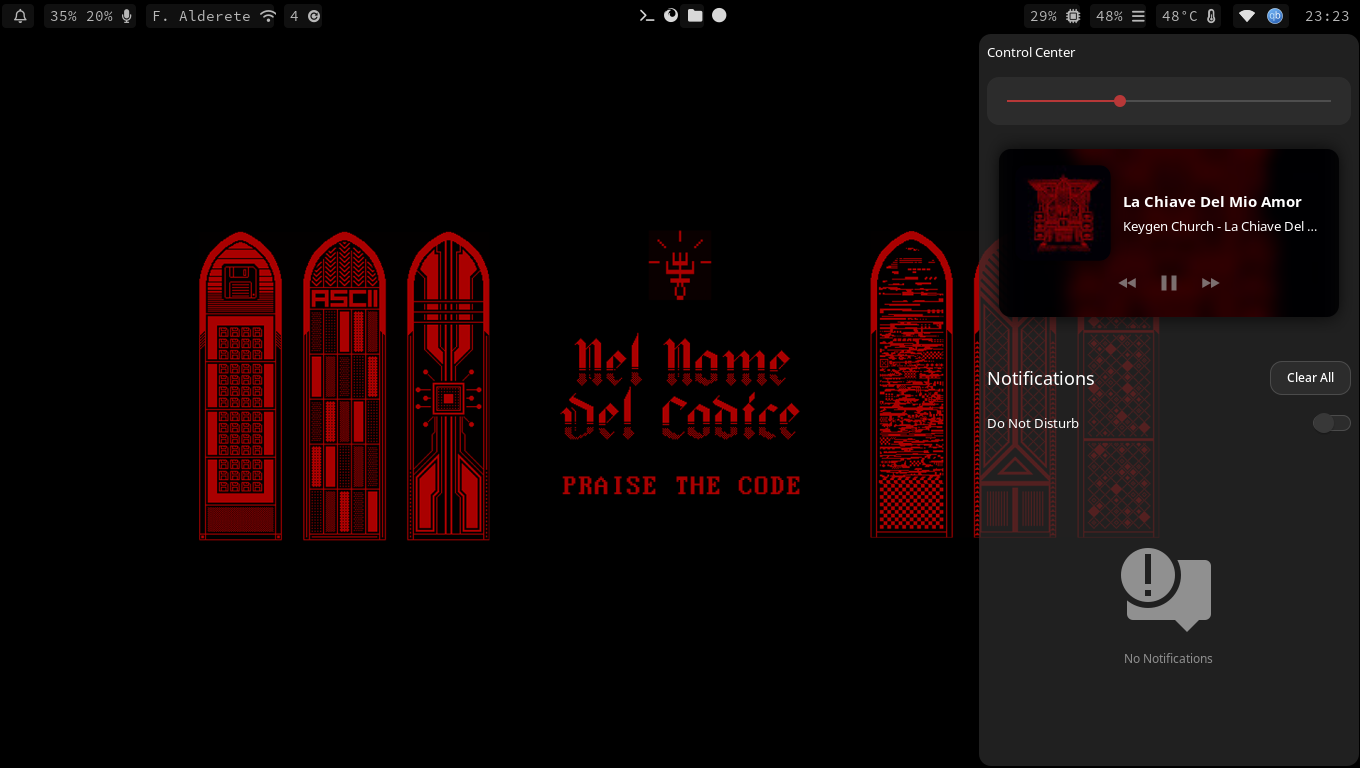 35% 20%
F. Alderete
4
29%
48%
48°C
23:23
Control Center
La Chiave Del Mio Amor
Keygen Church - La Chiave Del ...
ASCII
Nel Nome
Del Codice
PRAISE THE CODE
Notifications
Clear All
Do Not Disturb
No Notifications